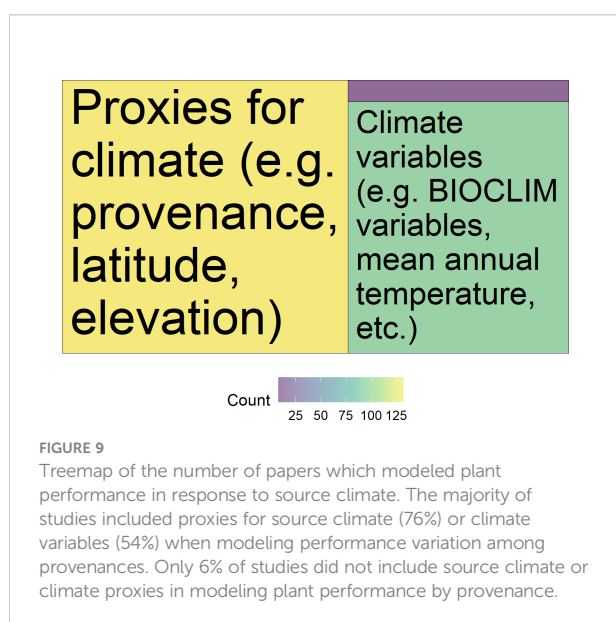 Proxies for
climate (e.g.
provenance,
latitude,
elevation)
Climate
variables
(e.g. BIOCLIM
variables,
mean annual
temperature,
etc.)
Count
25 50 75 100 125
FIGURE 9
Treemap of the number of papers which modeled plant
performance in response to source climate. The majority of
studies included proxies for source climate (76%) or climate
variables (54%) when modeling performance variation among
provenances. Only 6% of studies did not include source climate or
climate proxies in modeling plant performance by provenance.